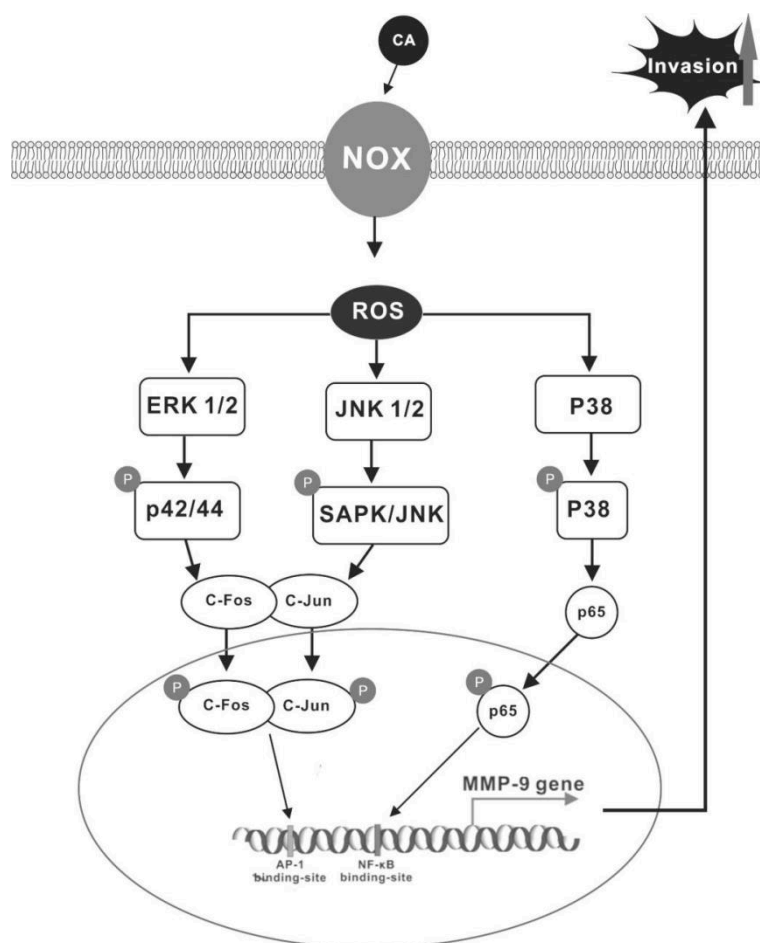 CA
Invasion
NOX
ROS
ERK 1/2
JNK 1/2
P38
P
p42/44
P
SAPK/JNK
P
P38
C-Fos
C-Jun
p65
P
C-Fos
C-Jun
P
P
p65
MMP-9 gene
AP-1
binding-site
NF-κB
binding-site